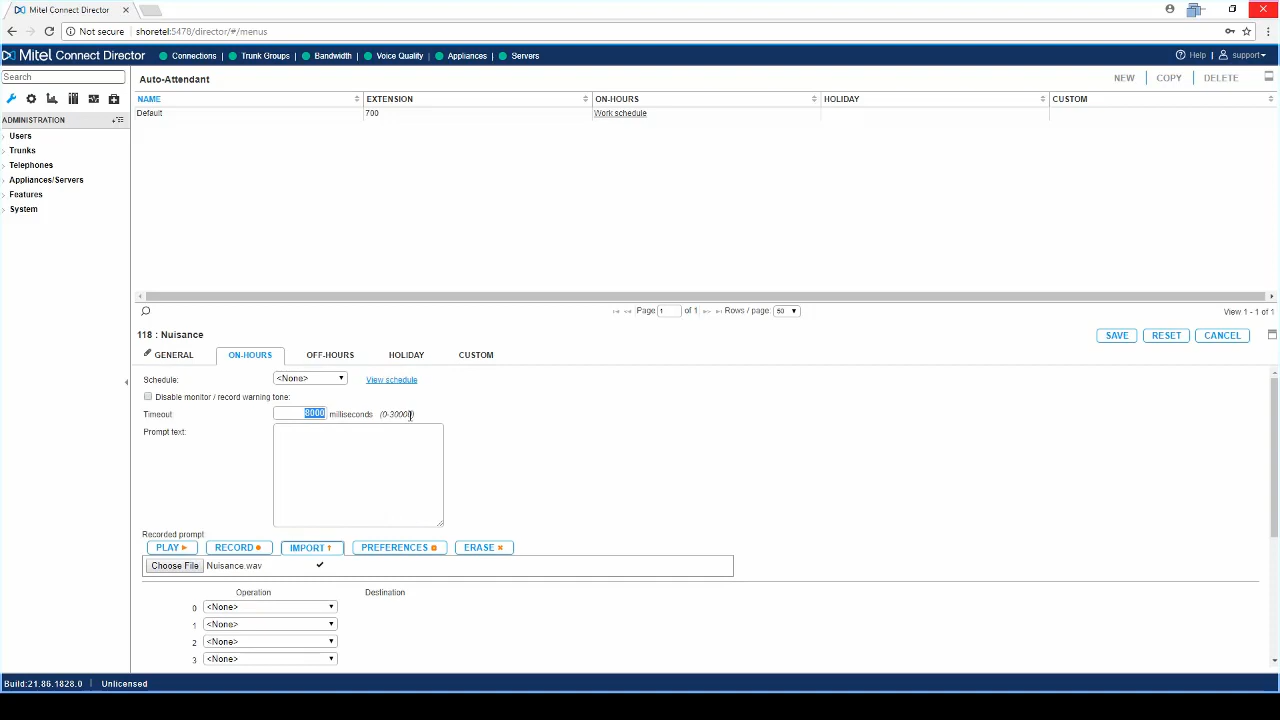 Mitel Connect Director
Not secure | shoretel:5478/director/#/menus
Mitel Connect Director Connections Trunk Groups Bandwidth Voice Quality Appliances Servers Help support
Search
Auto-Attendant NEW COPY DELETE
NAME EXTENSION ON-HOURS HOLIDAY CUSTOM
Default 700 Work schedule
ADMINISTRATION
Users
Trunks
Telephones
Appliances/Servers
Features
System
Page 1 of 1 Rows / page: 50 View 1 - 1 of 1
118 : Nuisance SAVE RESET CANCEL
GENERAL ON-HOURS OFF-HOURS HOLIDAY CUSTOM
Schedule: <None> View schedule
Disable monitor / record warning tone:
Timeout: milliseconds
Prompt text:
Recorded prompt
PLAY RECORD IMPORT PREFERENCES ERASE
Choose File Nuisance.wav
Operation Destination
0 <None>
1 <None>
2 <None>
3 <None>
Build:21.86.1828.0 | Unlicensed